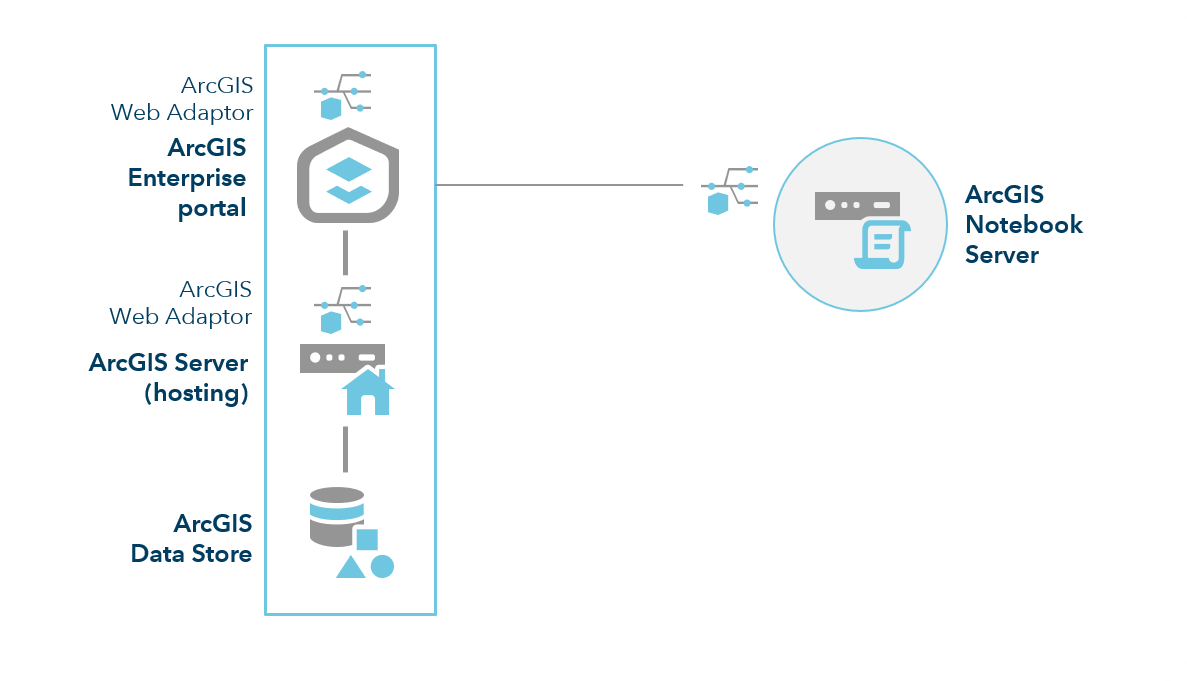 ArcGIS
Web Adaptor
ArcGIS
Enterprise
portal
ArcGIS
Web Adaptor
ArcGIS Server
(hosting)
ArcGIS
Data Store
ArcGIS
Notebook
Server